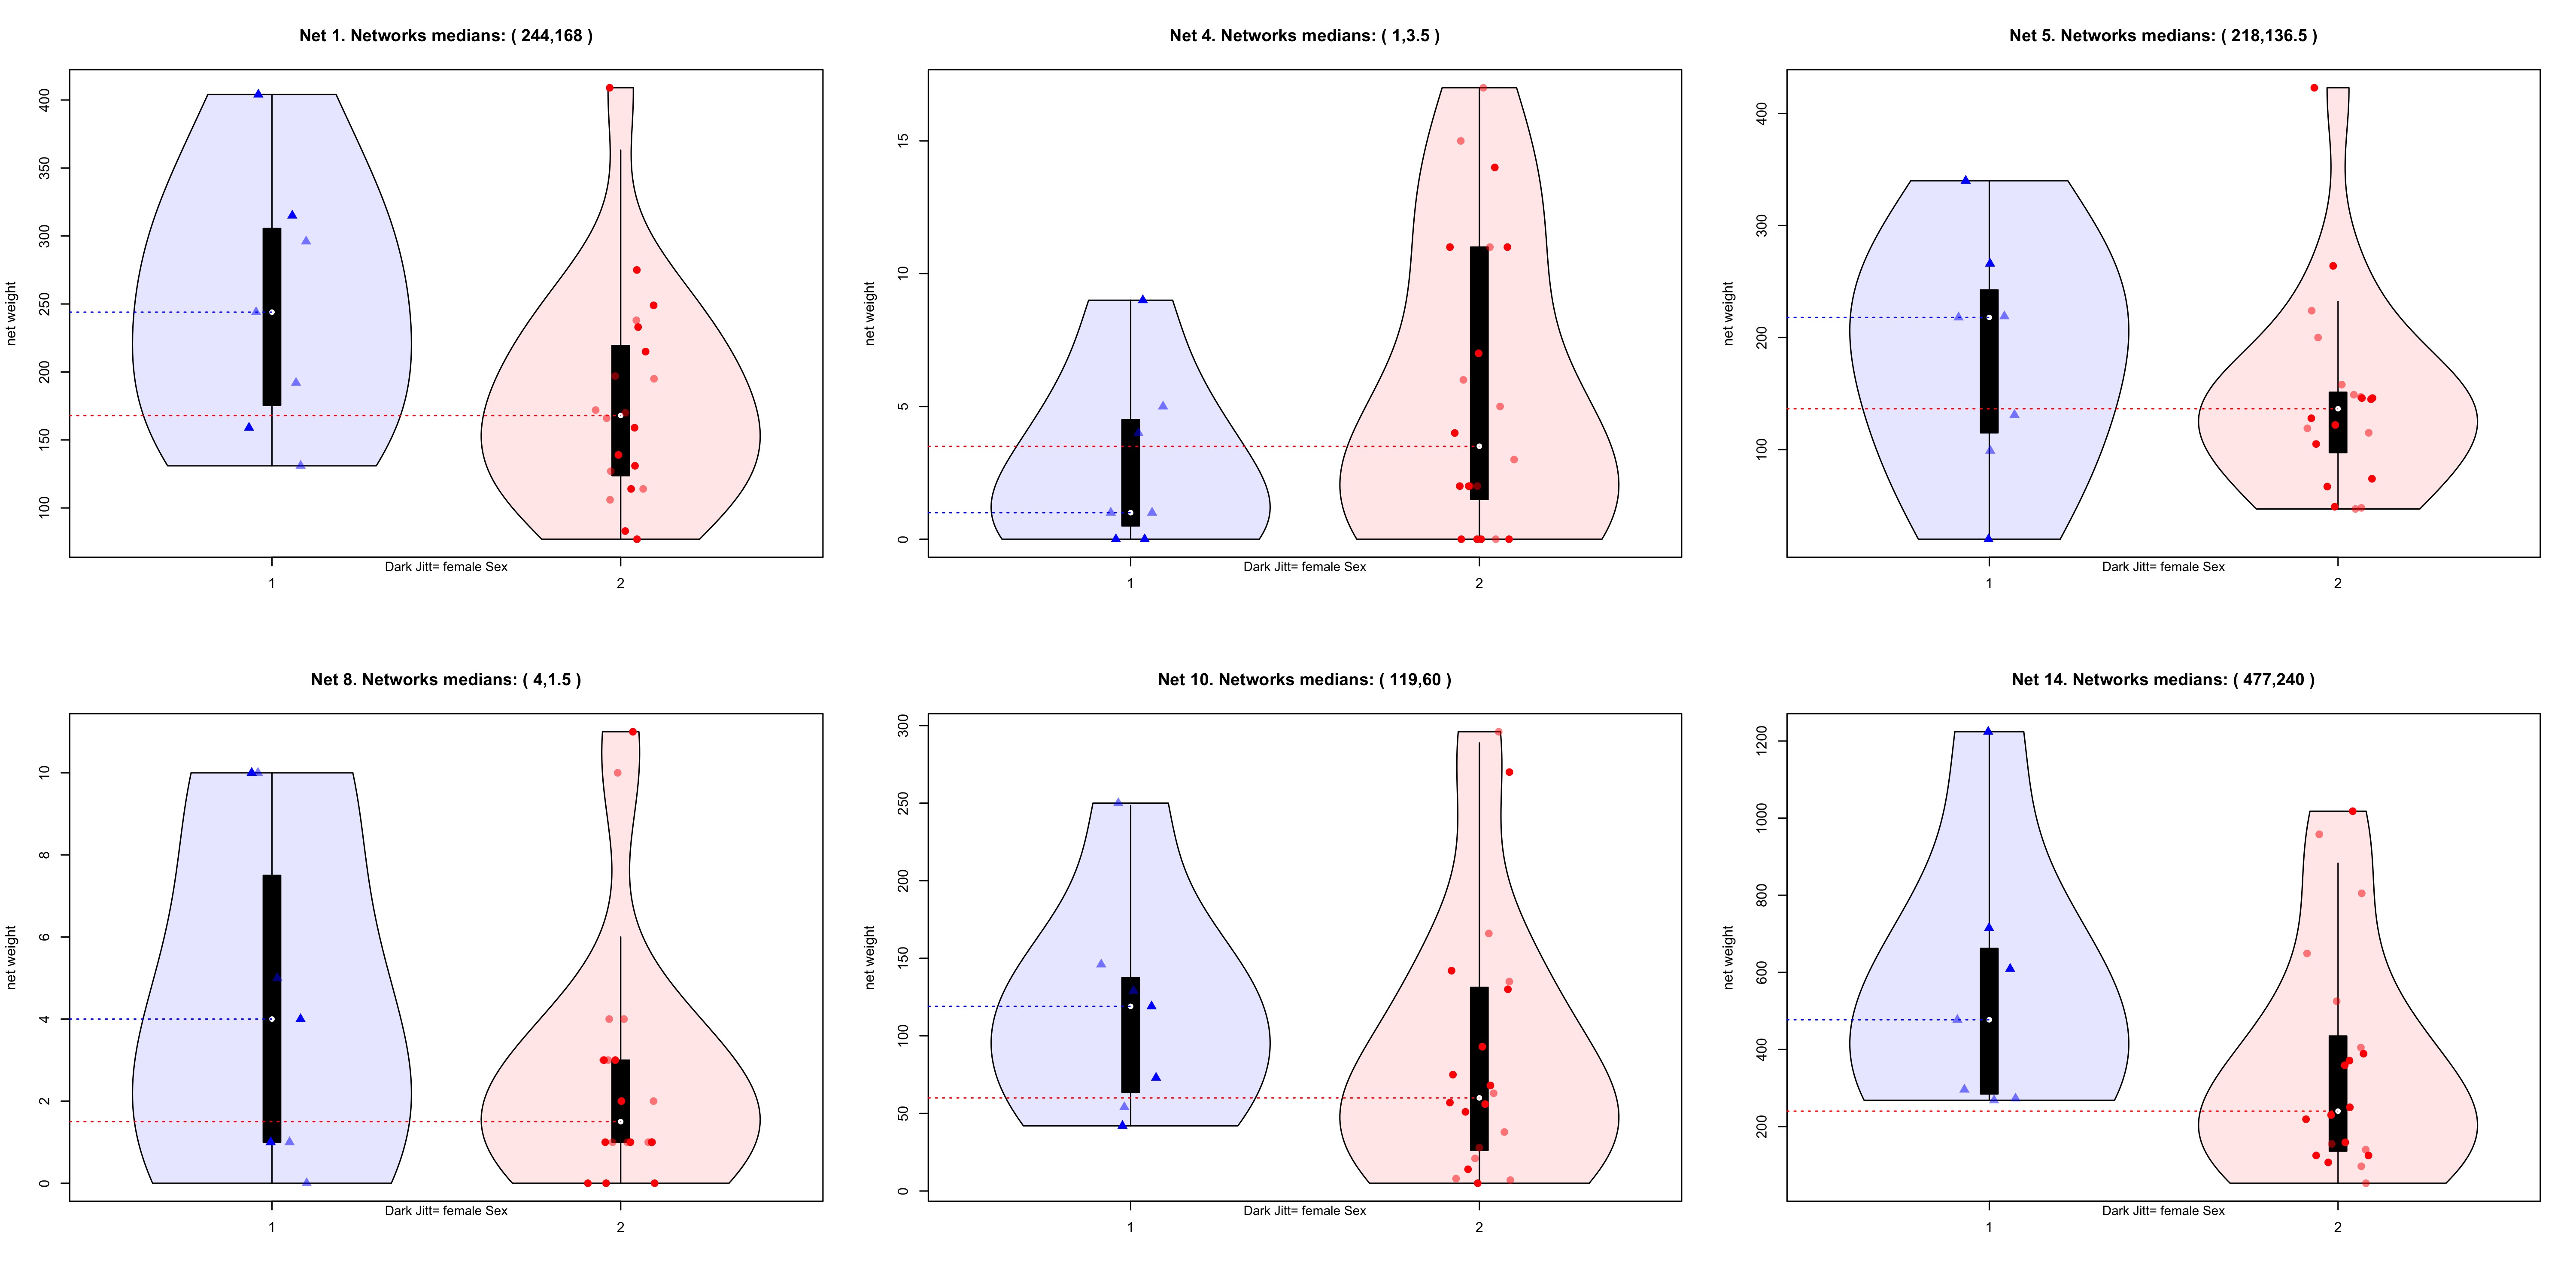 Net 1. Networks medians: ( 244,168 )
net weight
400
350
300
250
200
150
100
Dark Jitt= female Sex
1
2
Net 4. Networks medians: ( 1,3.5 )
net weight
15
10
5
0
Dark Jitt= female Sex
1
2
Net 5. Networks medians: ( 218,136.5 )
net weight
400
300
200
100
Dark Jitt= female Sex
1
2
Net 8. Networks medians: ( 4,1.5 )
net weight
10
8
6
4
2
0
Dark Jitt= female Sex
1
2
Net 10. Networks medians: ( 119,60 )
net weight
300
250
200
150
100
50
0
Dark Jitt= female Sex
1
2
Net 14. Networks medians: ( 477,240 )
net weight
1200
1000
800
600
400
200
Dark Jitt= female Sex
1
2